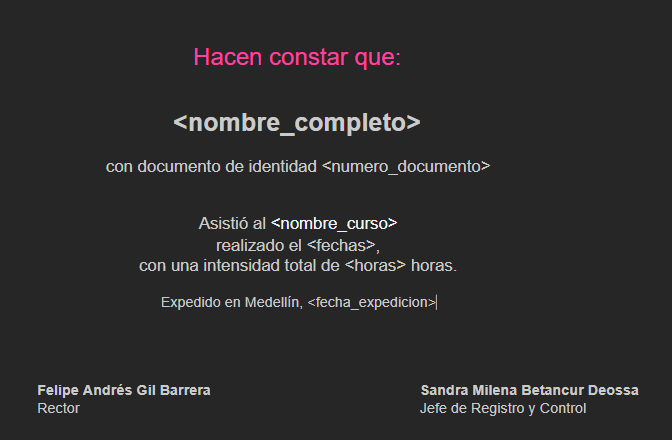 Hacen constar que:
<nombre_completo>
con documento de identidad <numero_documento>
Asistió al <nombre_curso>
realizado el <fechas>,
con una intensidad total de <horas> horas.
Expedido en Medellín, <fecha_expedicion>
Felipe Andrés Gil Barrera
Rector
Sandra Milena Betancur Deossa
Jefe de Registro y Control